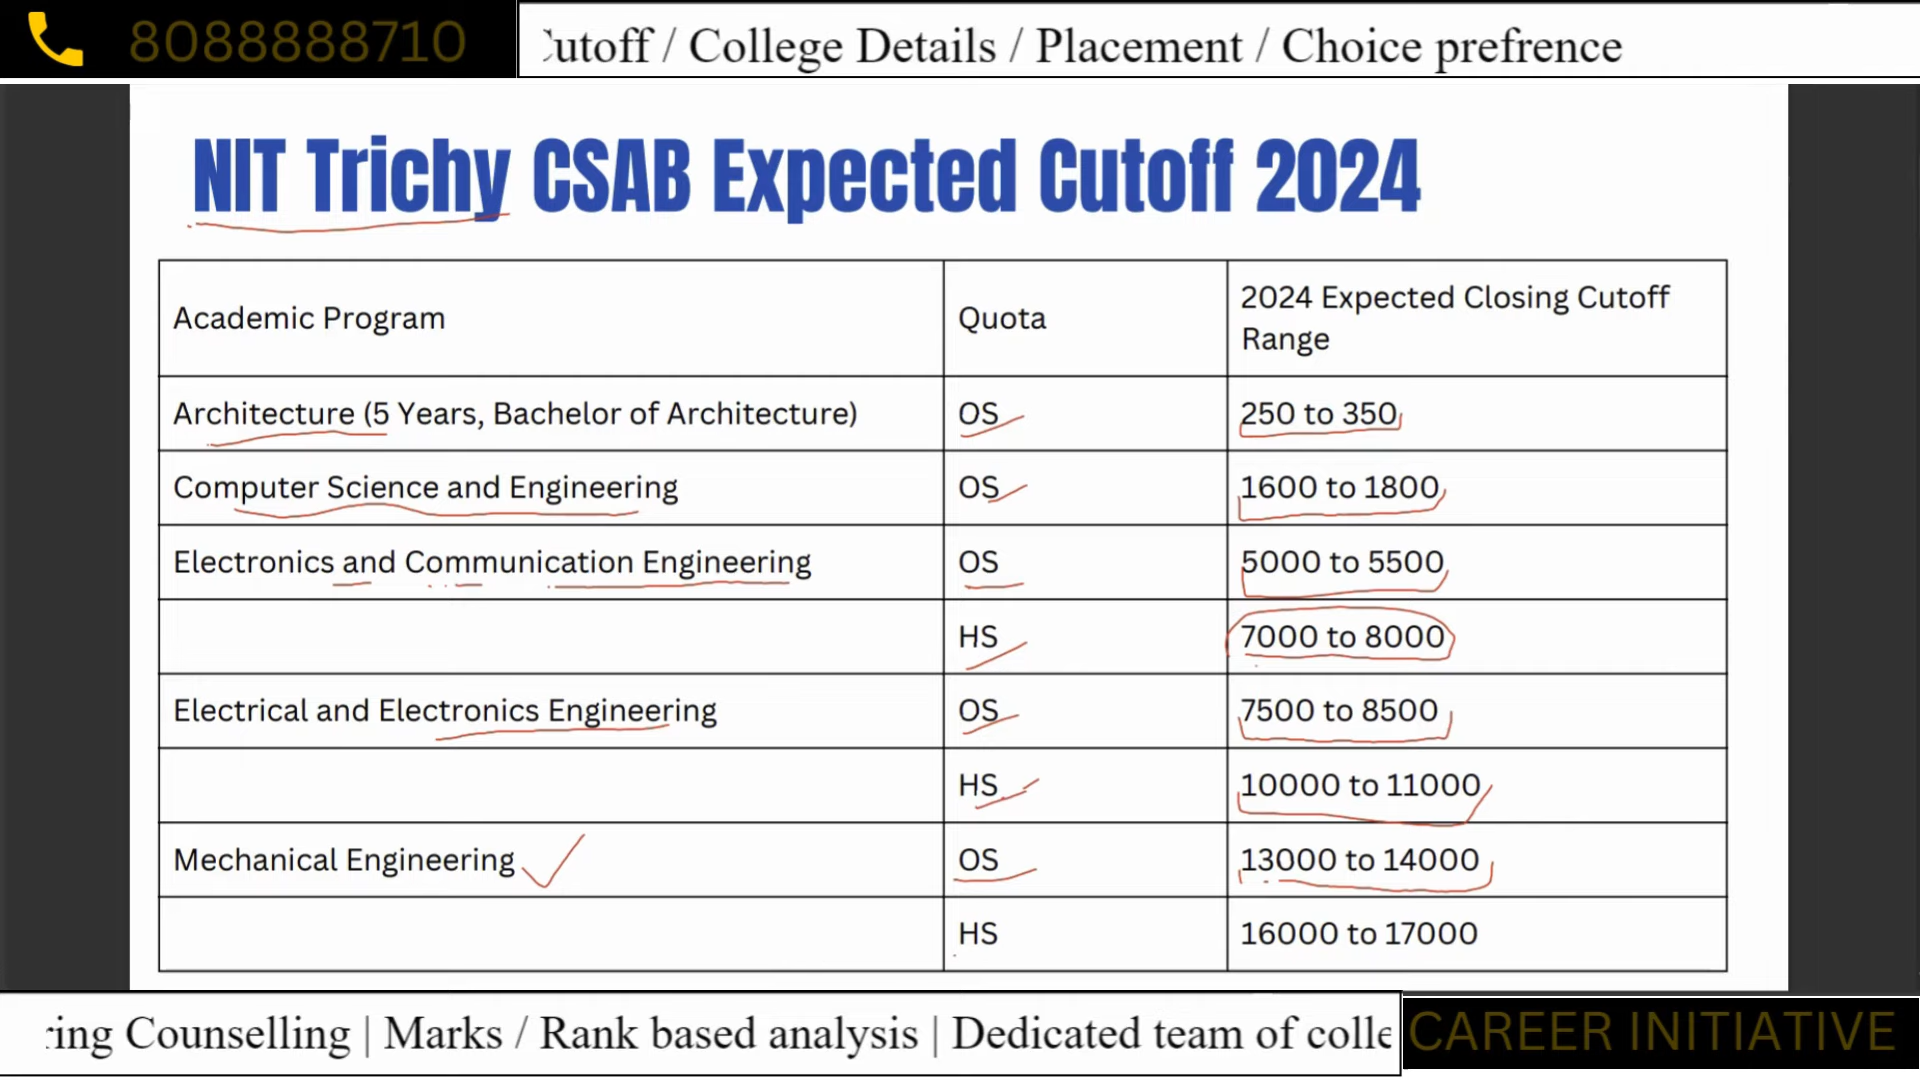 8088888710
utoff / College Details / Placement / Choice prefrence
NIT Trichy CSAB Expected Cutoff 2024
Academic Program Quota 2024 Expected Closing Cutoff
Range
Architecture (5 Years, Bachelor of Architecture) OS 250 to 350
Computer Science and Engineering OS 1600 to 1800
Electronics and Communication Engineering OS 5000 to 5500
HS 7000 to 8000
Electrical and Electronics Engineering OS 7500 to 8500
HS 10000 to 11000
Mechanical Engineering OS 13000 to 14000
HS 16000 to 17000
ring Counselling | Marks / Rank based analysis | Dedicated team of colle
CAREER INITIATIVE